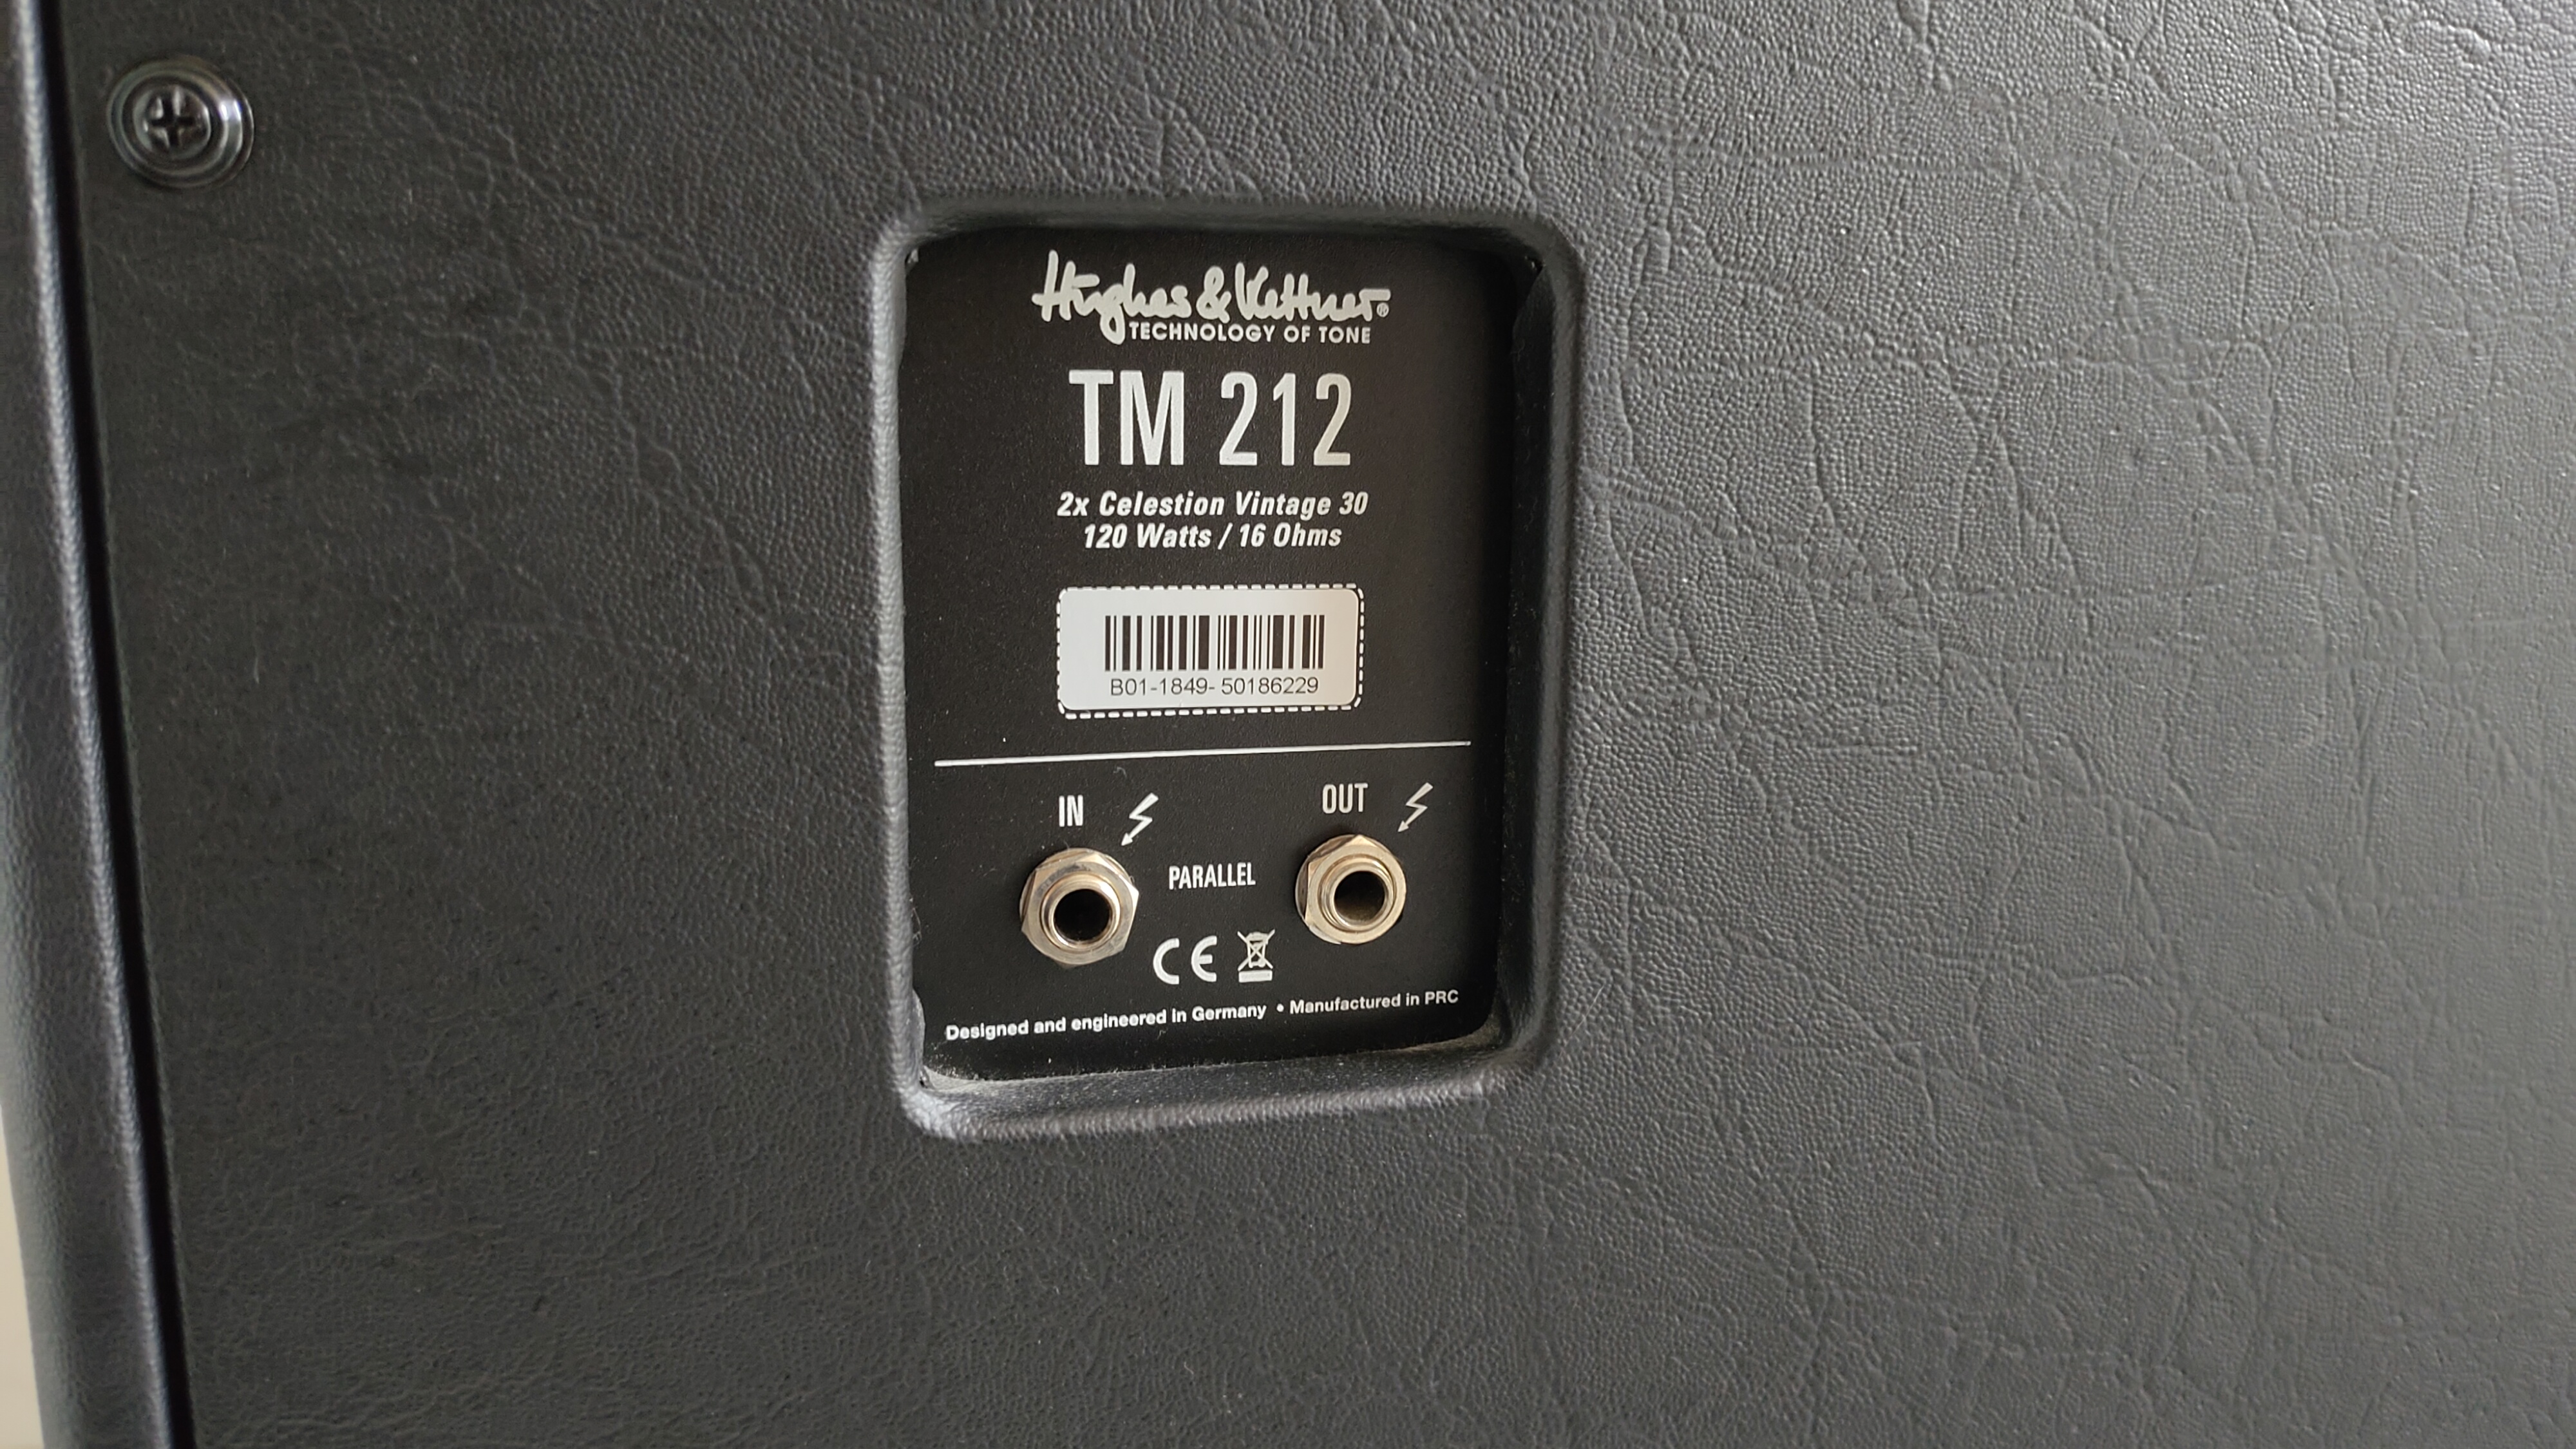 Hughes & Kettner®
TECHNOLOGY OF TONE
TM 212
2x Celestion Vintage 30
120 Watts / 16 Ohms
B01-1849- 50186229
IN OUT
PARALLEL
CE
Designed and engineered in Germany • Manufactured in PRC